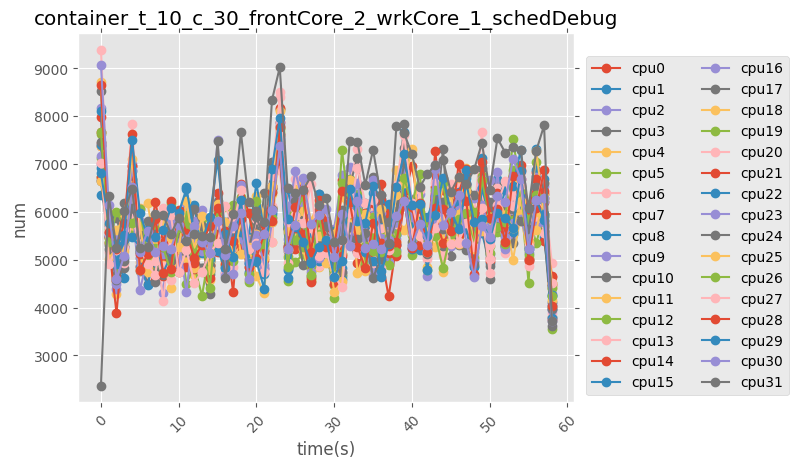 container_t_10_c_30_frontCore_2_wrkCore_1_schedDebug
num
9000
8000
7000
6000
5000
4000
3000
0
10
20
30
40
50
60
time(s)
cpu0
cpu1
cpu2
cpu3
cpu4
cpu5
cpu6
cpu7
cpu8
cpu9
cpu10
cpu11
cpu12
cpu13
cpu14
cpu15
cpu16
cpu17
cpu18
cpu19
cpu20
cpu21
cpu22
cpu23
cpu24
cpu25
cpu26
cpu27
cpu28
cpu29
cpu30
cpu31